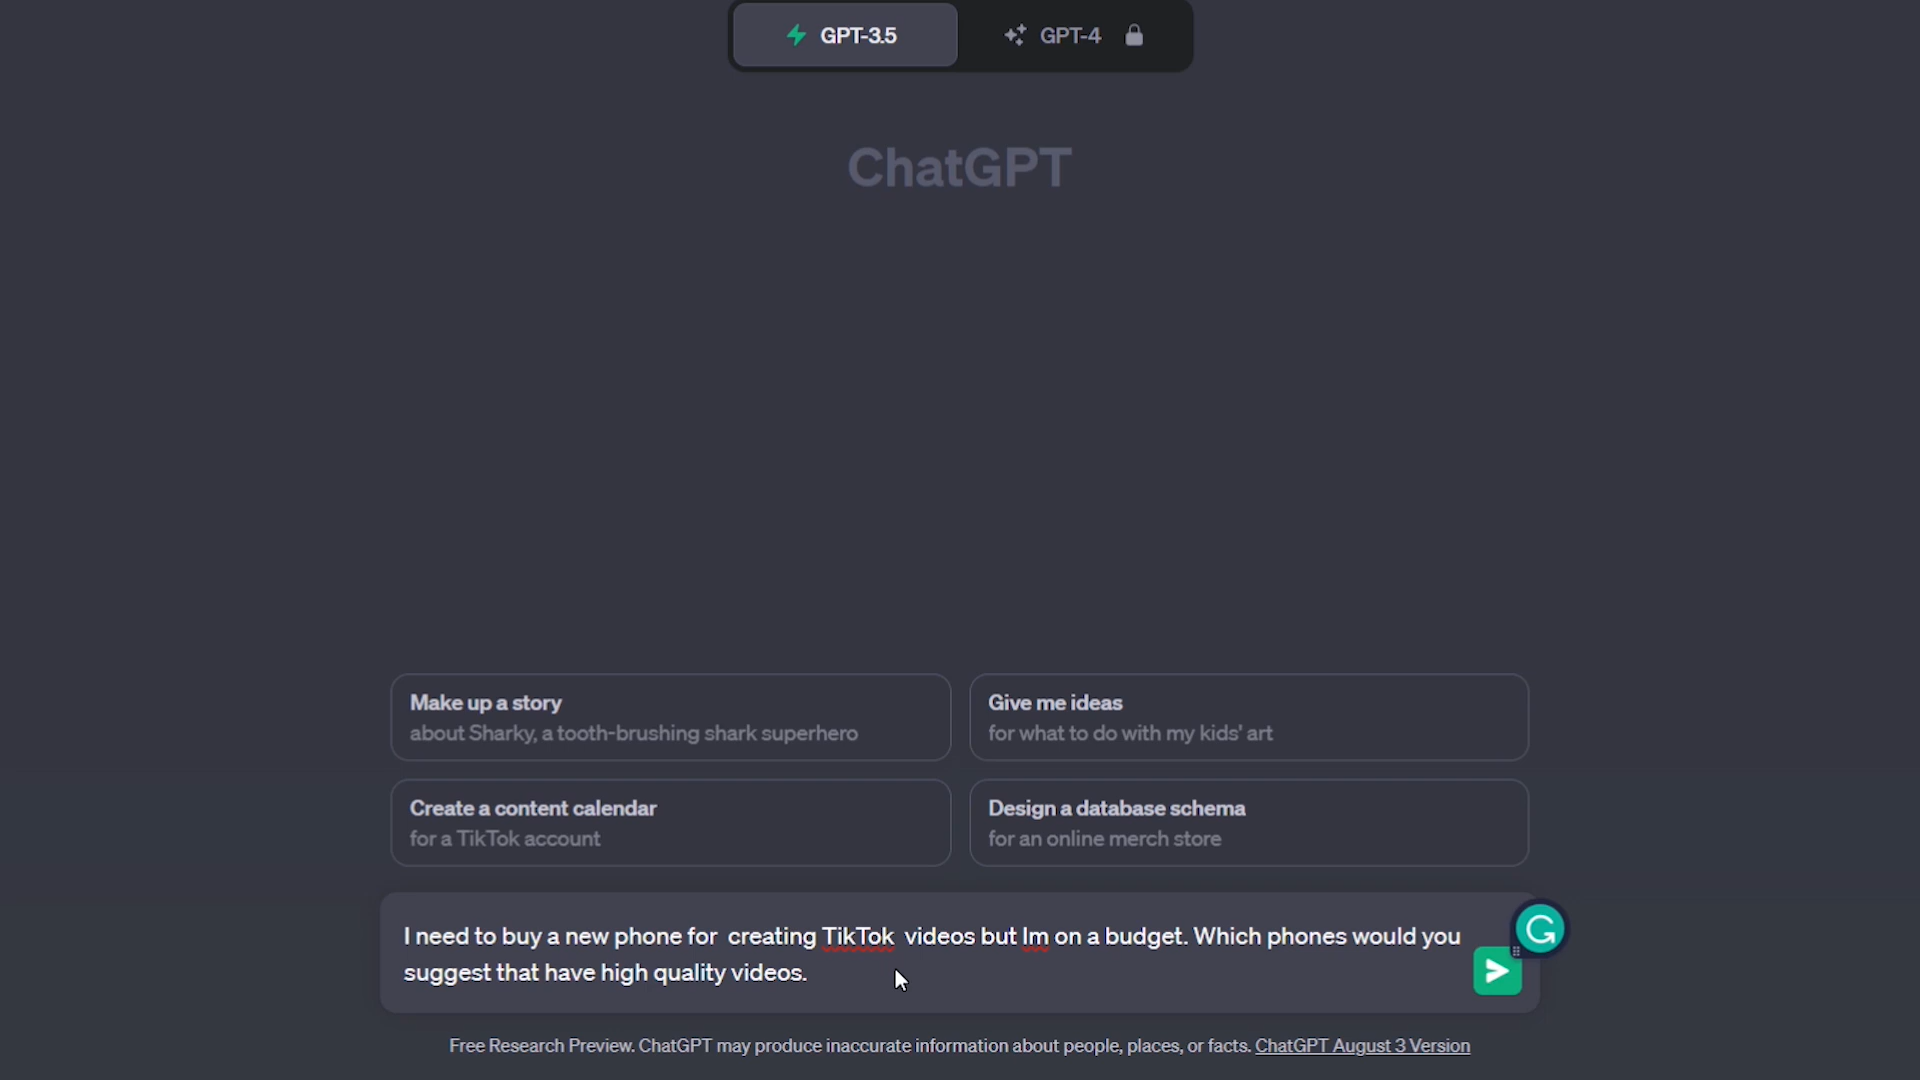 GPT-3.5
GPT-4
ChatGPT
Make up a story
about Sharky, a tooth-brushing shark superhero
Give me ideas
for what to do with my kids' art
Create a content calendar
for a TikTok account
Design a database schema
for an online merch store
I need to buy a new phone for  creating TikTok  videos but Im on a budget. Which phones would you
suggest that have high quality videos.
Free Research Preview. ChatGPT may produce inaccurate information about people, places, or facts. ChatGPT August 3 Version